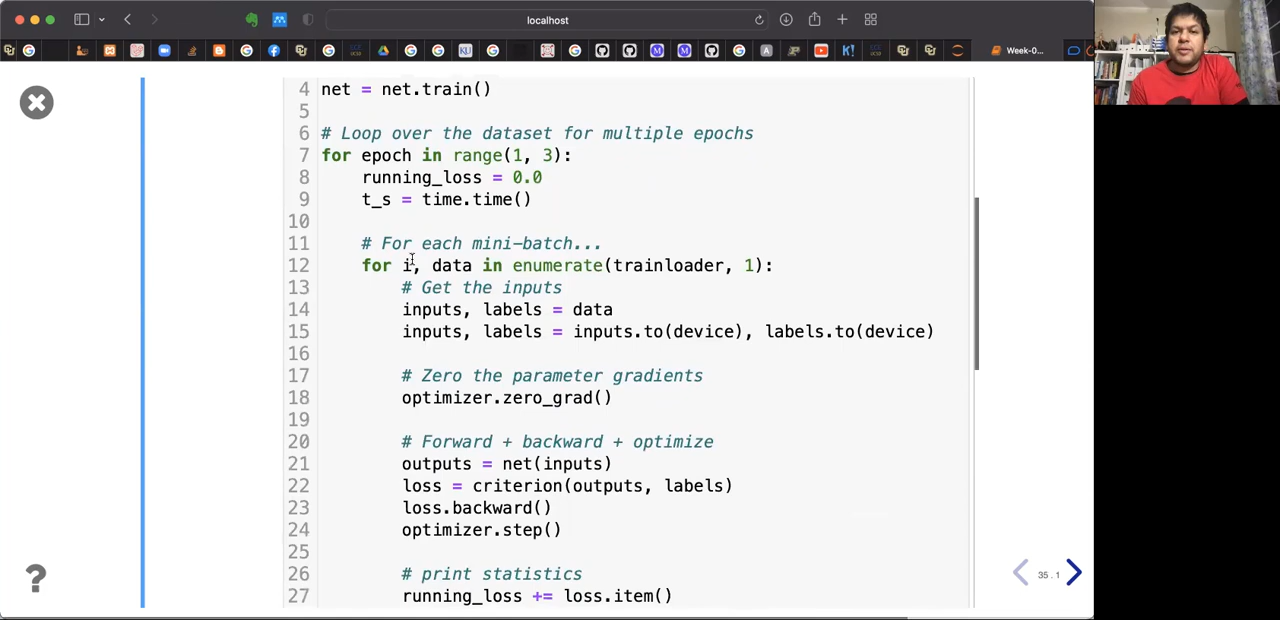 localhost
Week-0...
4 net = net.train()
5
6 # Loop over the dataset for multiple epochs
7 for epoch in range(1, 3):
8 running_loss = 0.0
9 t_s = time.time()
10
11 # For each mini-batch...
12 for i, data in enumerate(trainloader, 1):
13 # Get the inputs
14 inputs, labels = data
15 inputs, labels = inputs.to(device), labels.to(device)
16
17 # Zero the parameter gradients
18 optimizer.zero_grad()
19
20 # Forward + backward + optimize
21 outputs = net(inputs)
22 loss = criterion(outputs, labels)
23 loss.backward()
24 optimizer.step()
25
26 # print statistics
27 running_loss += loss.item()
?
35.1